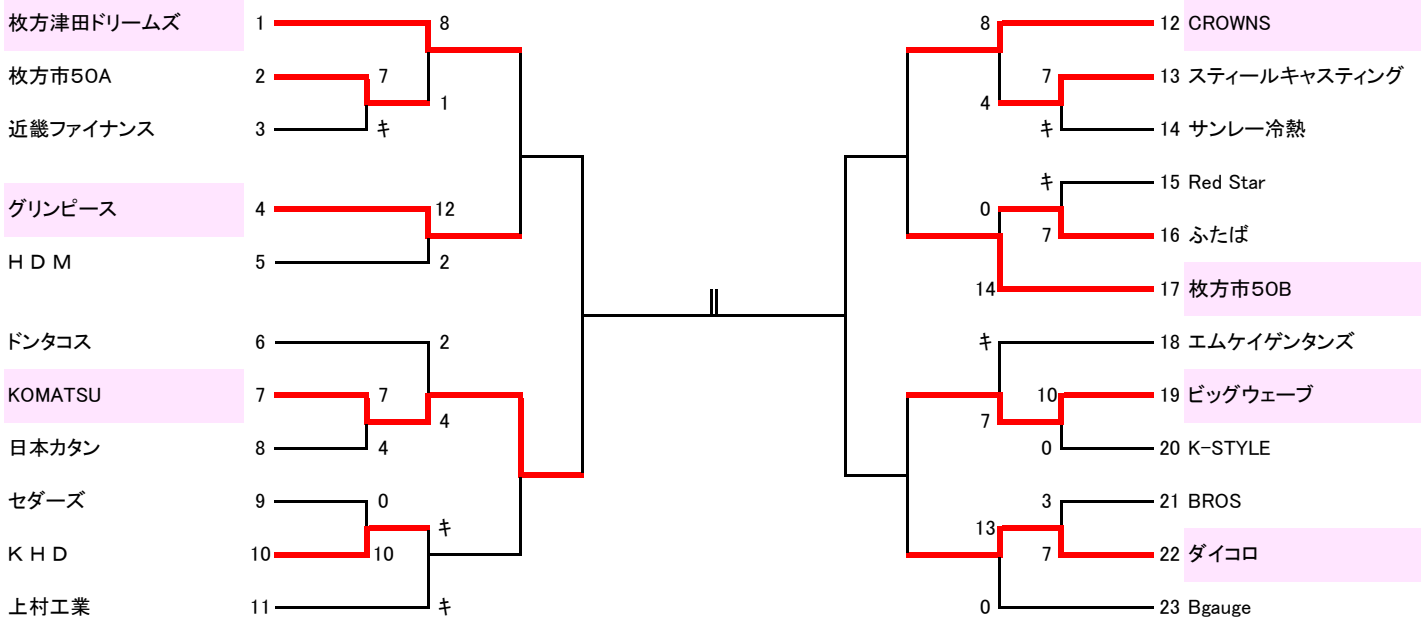 枚方津田ドリームズ 1 8
枚方市50A 2 7
1
近畿ファイナンス 3 キ
グリンピース 4 12
HDM 5 2
ドンタコス 6 2
KOMATSU 7 7
4
日本カタン 8 4
セダーズ 9 0
キ
KHD 10 10
上村工業 11 キ
8 12 CROWNS
7 13 スティールキャスティング
4
キ 14 サンレー冷熱
キ 15 Red Star
0
7 16 ふたば
14 17 枚方市50B
キ 18 エムケイゲンタンズ
10 19 ビッグウェーブ
7
0 20 K-STYLE
3 21 BROS
13
7 22 ダイコロ
0 23 Bgauge